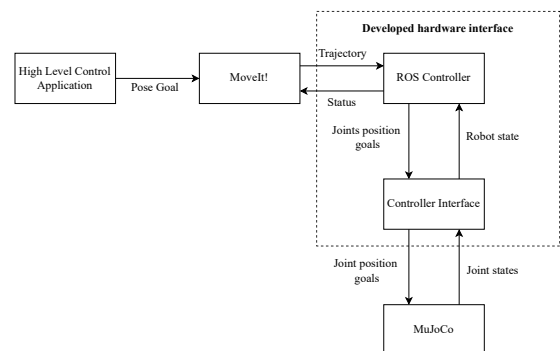 Developed hardware interface
High Level Control
Application
Pose Goal
MoveIt!
Trajectory
Status
ROS Controller
Joints position
goals
Robot state
Controller Interface
Joint position
goals
Joint states
MuJoCo